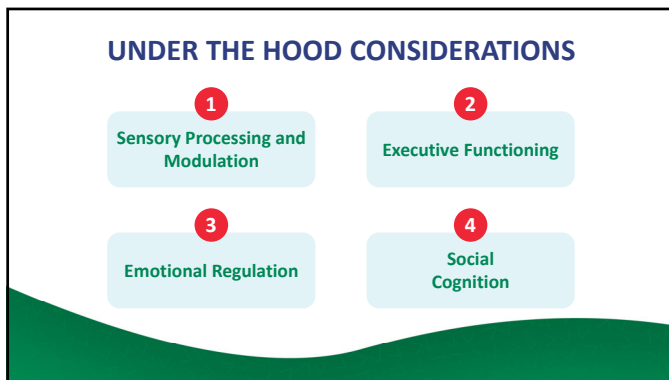 UNDER THE HOOD CONSIDERATIONS
1
Sensory Processing and
Modulation
2
Executive Functioning
3
Emotional Regulation
4
Social
Cognition